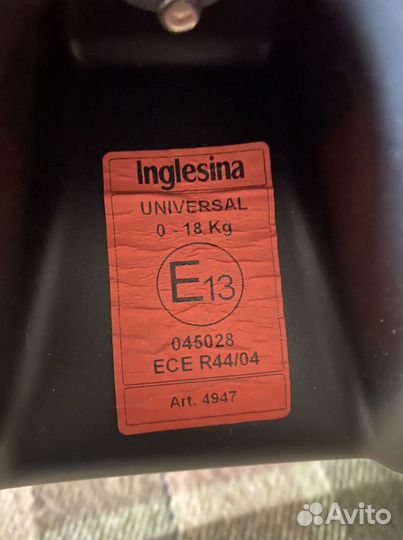 Inglesina
UNIVERSAL
0 - 18 Kg
E13
045028
ECE R44/04
Art. 4947
Avito